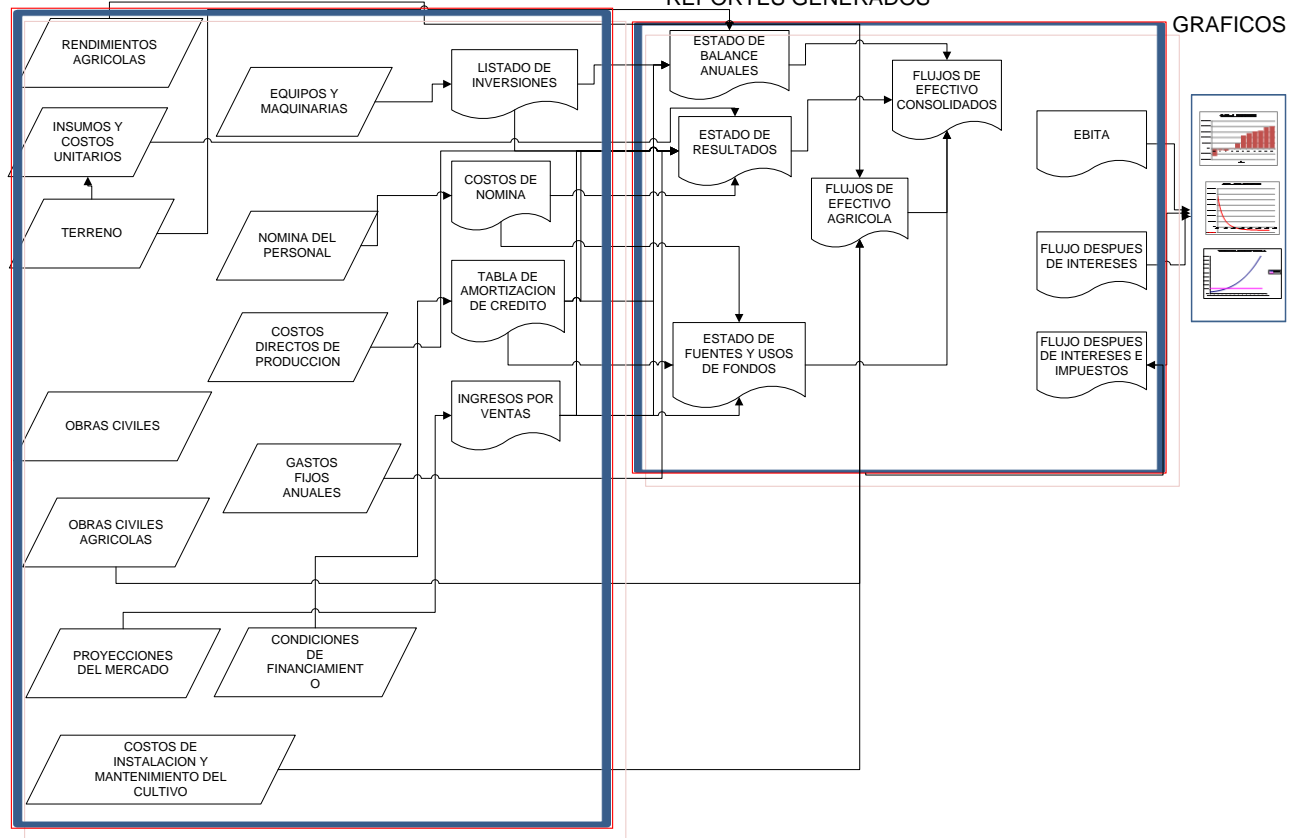 REPORTES GENERADOS
GRAFICOS
RENDIMIENTOS
AGRICOLAS
INSUMOS Y
COSTOS
UNITARIOS
TERRENO
OBRAS CIVILES
OBRAS CIVILES
AGRICOLAS
PROYECCIONES
DEL MERCADO
COSTOS DE
INSTALACION Y
MANTENIMIENTO DEL
CULTIVO
EQUIPOS Y
MAQUINARIAS
NOMINA DEL
PERSONAL
COSTOS
DIRECTOS DE
PRODUCCION
GASTOS
FIJOS
ANUALES
CONDICIONES
DE
FINANCIAMIENT
O
LISTADO DE
INVERSIONES
COSTOS DE
NOMINA
TABLA DE
AMORTIZACION
DE CREDITO
INGRESOS POR
VENTAS
ESTADO DE
BALANCE
ANUALES
ESTADO DE
RESULTADOS
ESTADO DE
FUENTES Y USOS
DE FONDOS
FLUJOS DE
EFECTIVO
CONSOLIDADOS
FLUJOS DE
EFECTIVO
AGRICOLA
EBITA
FLUJO DESPUES
DE INTERESES
FLUJO DESPUES
DE INTERESES E
IMPUESTOS